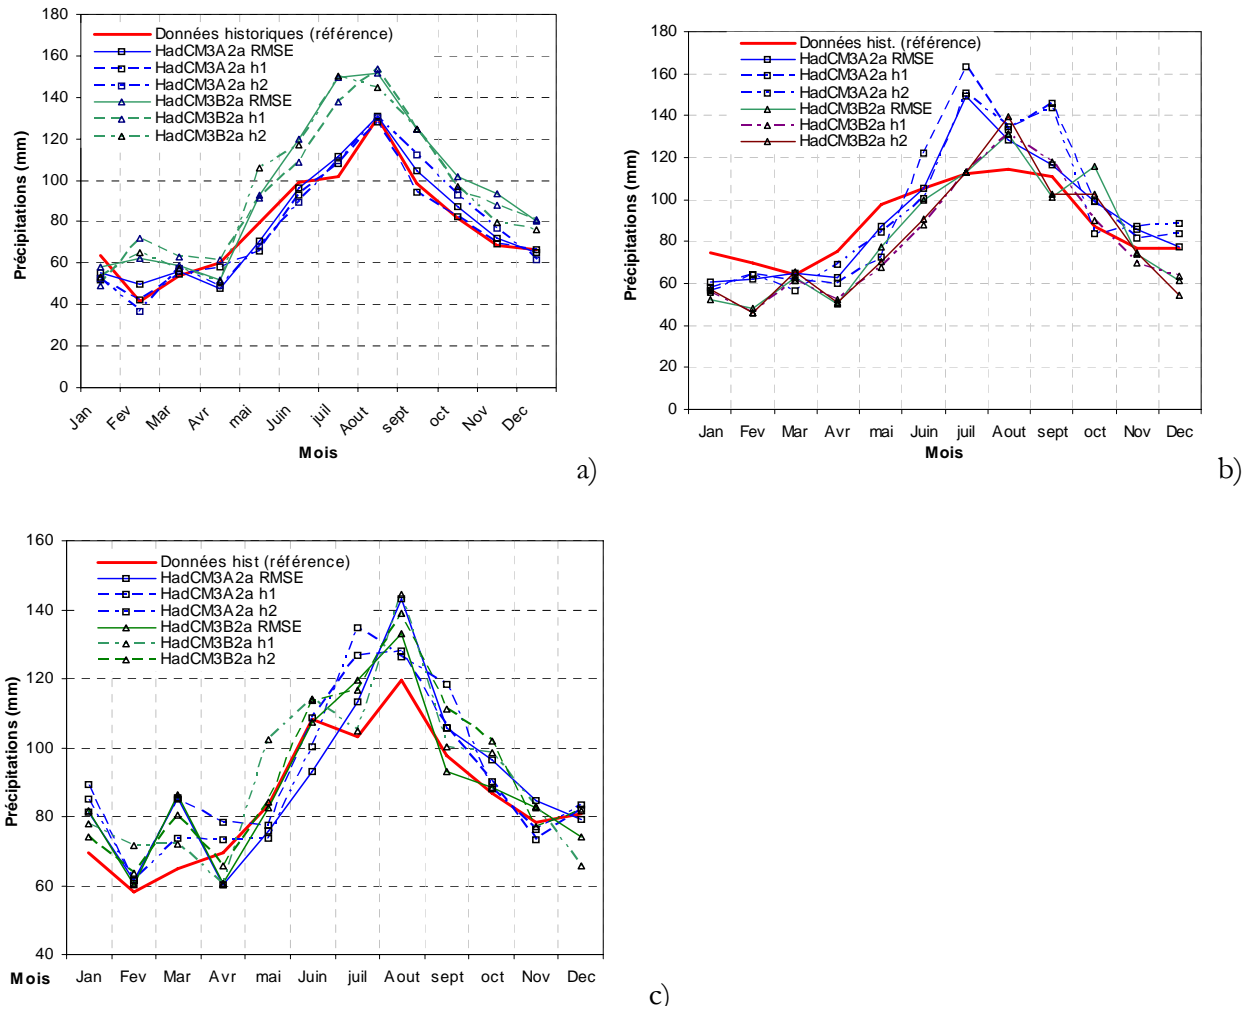 180
160
140
120
100
80
60
40
20
0
Précipitations (mm)
Données historiques (référence)
HadCM3A2a RMSE
HadCM3A2a h1
HadCM3A2a h2
HadCM3B2a RMSE
HadCM3B2a h1
HadCM3B2a h2
Jan Fev Mar Avr mai Juin juil Aout sept oct Nov Dec
Mois
a)
180
160
140
120
100
80
60
40
20
0
Précipitations (mm)
Données hist. (référence)
HadCM3A2a RMSE
HadCM3A2a h1
HadCM3A2a h2
HadCM3B2a RMSE
HadCM3B2a h1
HadCM3B2a h2
Jan Fev Mar Avr mai Juin juil Aout sept oct Nov Dec
Mois
b)
160
140
120
100
80
60
40
Précipitations (mm)
Données hist (référence)
HadCM3A2a RMSE
HadCM3A2a h1
HadCM3A2a h2
HadCM3B2a RMSE
HadCM3B2a h1
HadCM3B2a h2
Mois Jan Fev Mar Avr mai Juin juil Aout sept oct Nov Dec
c)